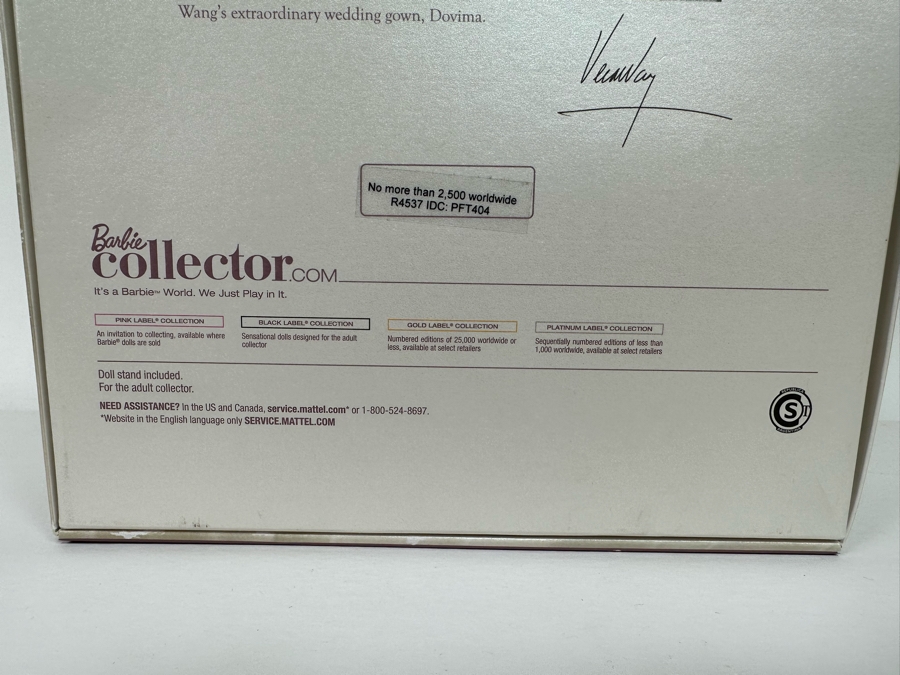 Wang's extraordinary wedding gown, Dovima.
Vera Wang
No more than 2,500 worldwide
R4537 IDC: PFT404
Barbie
collector.COM
It's a Barbie™ World. We Just Play in It.
PINK LABEL® COLLECTION
An invitation to collecting, available where
Barbie® dolls are sold
BLACK LABEL® COLLECTION
Sensational dolls designed for the adult
collector
GOLD LABEL® COLLECTION
Numbered editions of 25,000 worldwide or
less, available at select retailers
PLATINUM LABEL® COLLECTION
Sequentially numbered editions of less than
1,000 worldwide, available at select retailers
Doll stand included.
For the adult collector.
NEED ASSISTANCE? In the US and Canada, service.mattel.com* or 1-800-524-8697.
*Website in the English language only SERVICE.MATTEL.COM
REPUBLICA
CSI
ARGENTINA